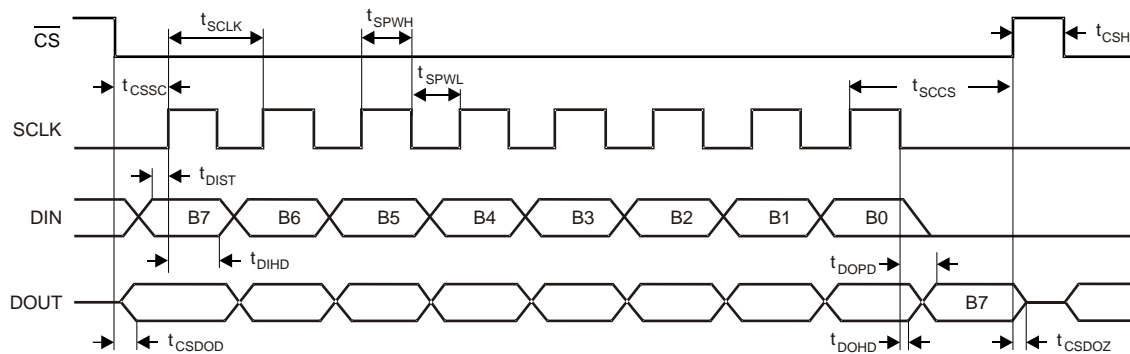 CS
tSCLK
tSPWH
tCSH
tCSSC
tSPWL
tSCCS
SCLK
tDIST
DIN
B7
B6
B5
B4
B3
B2
B1
B0
tDIHD
tDOPD
DOUT
B7
tCSDOD
tDOHD
tCSDOZ